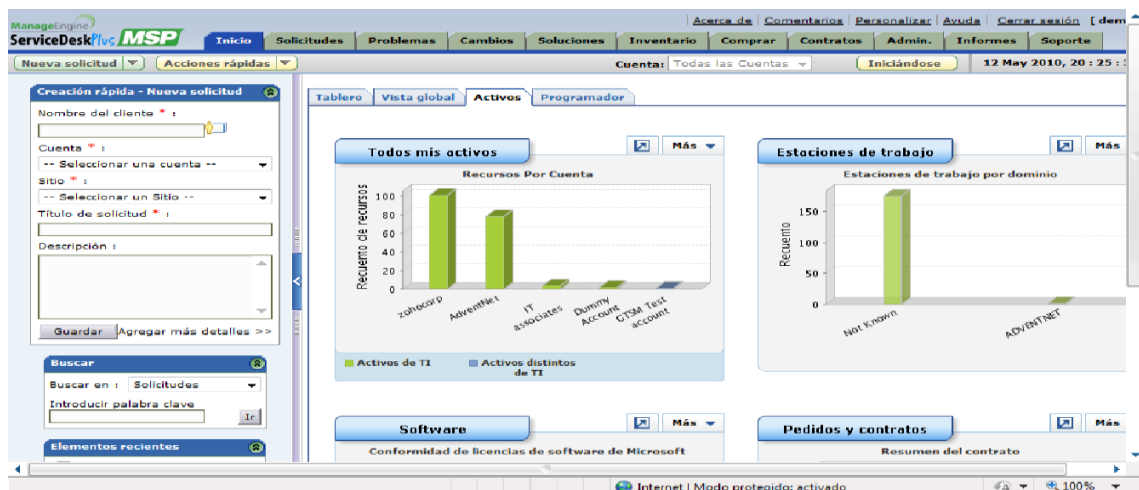 ManageEngine
ServiceDesk Plus MSP
Acerca de | Comentarios | Personalizar | Ayuda | Cerrar sesión [ dem
Inicio Solicitudes Problemas Cambios Soluciones Inventario Comprar Contratos Admin. Informes Soporte
Nueva solicitud Acciones rápidas Cuenta: Todas las Cuentas Iniciándose 12 May 2010, 20 : 25 :
Creación rápida - Nueva solicitud
Nombre del cliente * :
Cuenta * :
-- Seleccionar una cuenta --
Sitio * :
-- Seleccionar un Sitio --
Título de solicitud * :
Descripción :
Guardar Agregar más detalles >>
Buscar
Buscar en : Solicitudes
Introducir palabra clave
Ir
Elementos recientes
Tablero Vista global Activos Programador
Todos mis activos Más
Recursos Por Cuenta
Recuento de recursos
100
80
60
40
20
0
zohocorp
AdventNet
IT associates
Dummy Account
GTSM Test account
Activos de TI
Activos distintos
de TI
Estaciones de trabajo Más
Estaciones de trabajo por dominio
Recuento
150
100
50
0
Not Known
ADVENTNET
Software Más
Conformidad de licencias de software de Microsoft
Pedidos y contratos Más
Resumen del contrato
Internet | Modo protegido: activado
100%